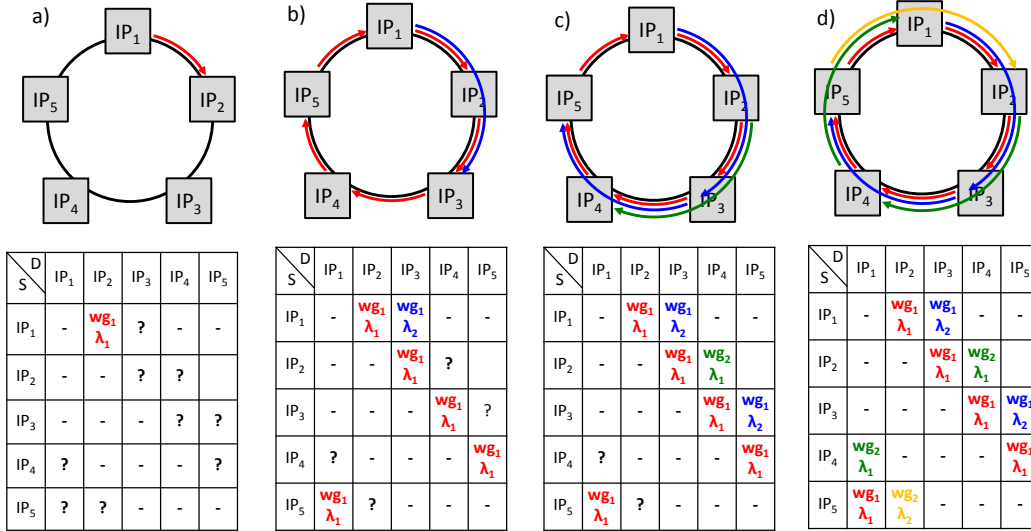 a)
IP₁
IP₂
IP₃
IP₄
IP₅
b)
IP₁
IP₂
IP₃
IP₄
IP₅
c)
IP₁
IP₂
IP₃
IP₄
IP₅
d)
IP₁
IP₂
IP₃
IP₄
IP₅
S D IP₁ IP₂ IP₃ IP₄ IP₅
IP₁ - wg₁ λ₁ ? - -
IP₂ - - ? ? -
IP₃ - - - ? ?
IP₄ ? - - - ?
IP₅ ? ? - - -
S D IP₁ IP₂ IP₃ IP₄ IP₅
IP₁ - wg₁ λ₁ wg₁ λ₂ - -
IP₂ - - wg₁ λ₁ ? -
IP₃ - - - wg₁ λ₁ ?
IP₄ ? - - - wg₁ λ₁
IP₅ wg₁ λ₁ ? - - -
S D IP₁ IP₂ IP₃ IP₄ IP₅
IP₁ - wg₁ λ₁ wg₁ λ₂ - -
IP₂ - - wg₁ λ₁ wg₂ λ₁ -
IP₃ - - - wg₁ λ₁ wg₁ λ₂
IP₄ ? - - - wg₁ λ₁
IP₅ wg₁ λ₁ ? - - -
S D IP₁ IP₂ IP₃ IP₄ IP₅
IP₁ - wg₁ λ₁ wg₁ λ₂ - -
IP₂ - - wg₁ λ₁ wg₂ λ₁ -
IP₃ - - - wg₁ λ₁ wg₁ λ₂
IP₄ wg₂ λ₁ - - - wg₁ λ₁
IP₅ wg₁ λ₁ wg₂ λ₂ - - -